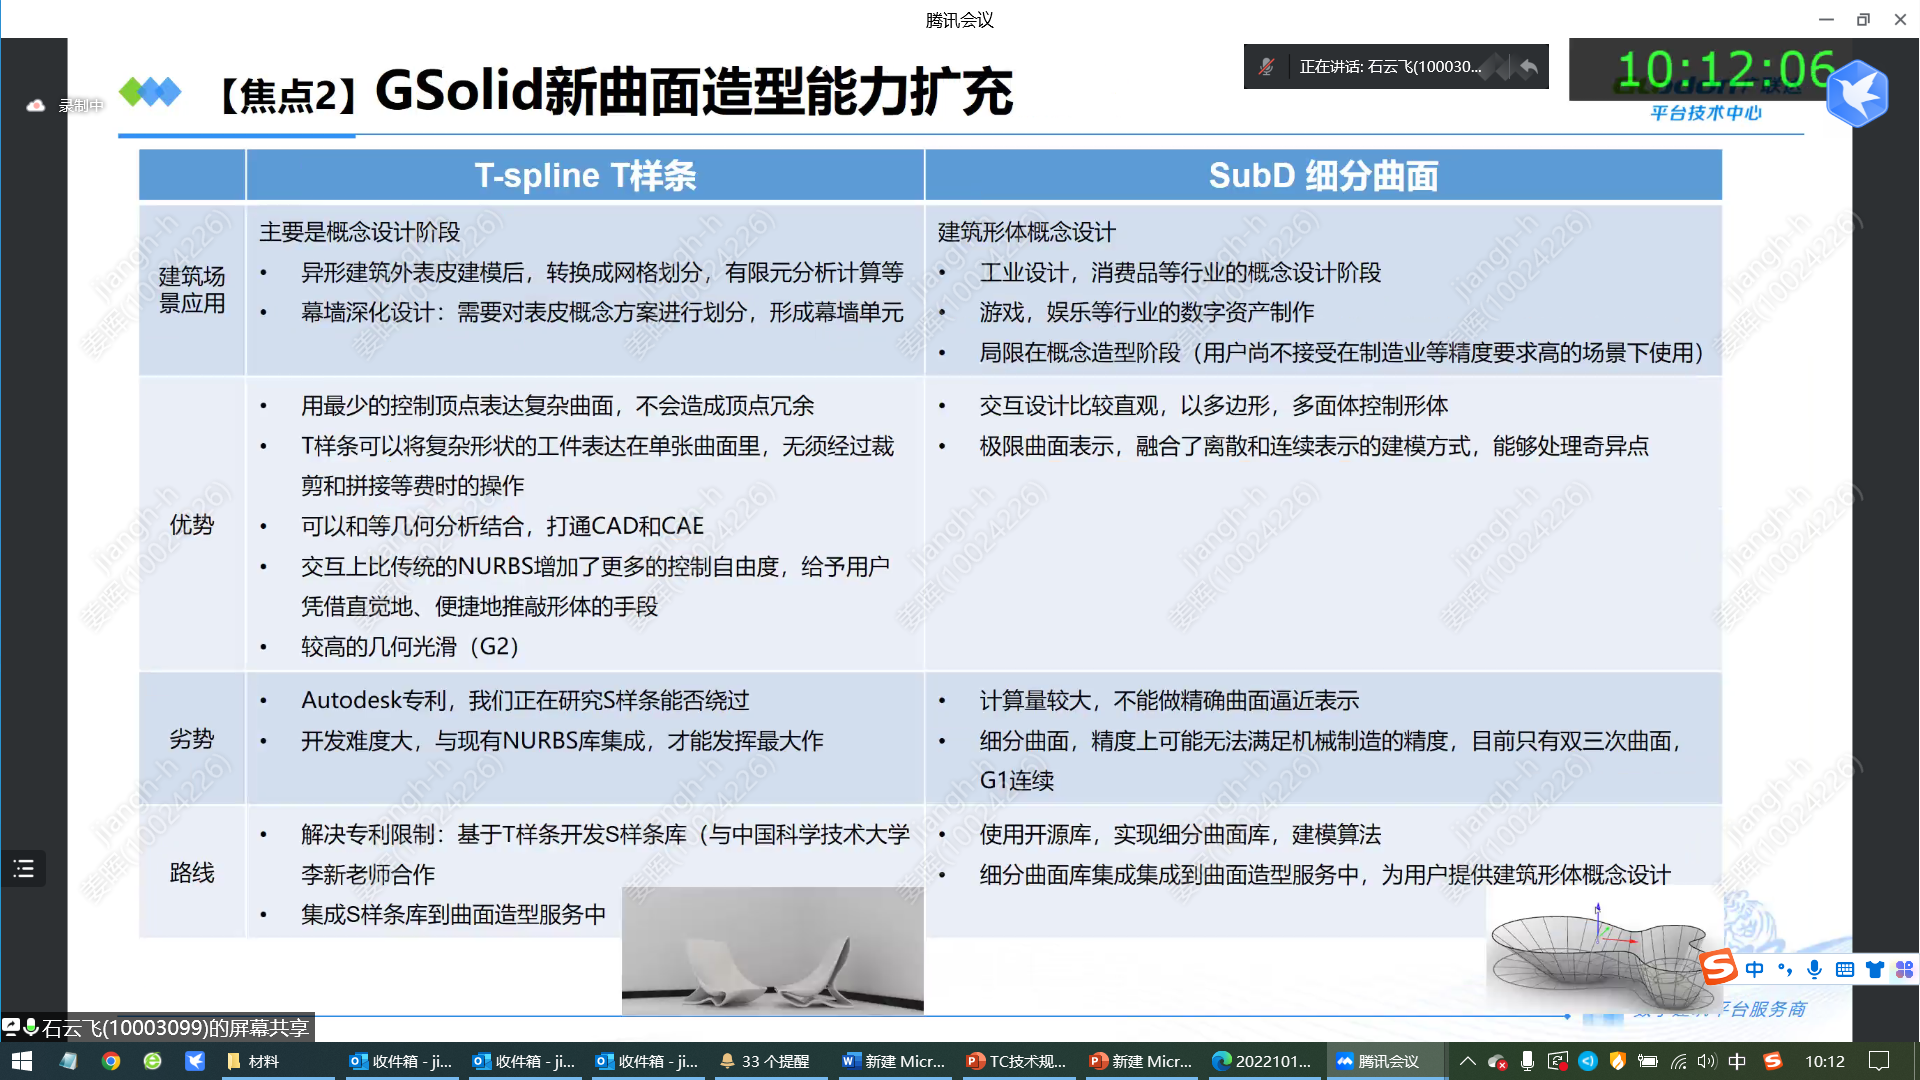 腾讯会议
录制中
【焦点2】GSolid新曲面造型能力扩充
正在讲话: 石云飞(100030...
10:12:06
平台技术中心
T-spline T样条
SubD 细分曲面
建筑场
景应用
主要是概念设计阶段
• 异形建筑外表皮建模后，转换成网格划分，有限元分析计算等
• 幕墙深化设计：需要对表皮概念方案进行划分，形成幕墙单元
建筑形体概念设计
• 工业设计，消费品等行业的概念设计阶段
• 游戏，娱乐等行业的数字资产制作
• 局限在概念造型阶段（用户尚不接受在制造业等精度要求高的场景下使用）
优势
• 用最少的控制顶点表达复杂曲面，不会造成顶点冗余
• T样条可以将复杂形状的工件表达在单张曲面里，无须经过裁
剪和拼接等费时的操作
• 可以和等几何分析结合，打通CAD和CAE
• 交互上比传统的NURBS增加了更多的控制自由度，给予用户
凭借直觉地、便捷地推敲形体的手段
• 较高的几何光滑（G2）
• 交互设计比较直观，以多边形，多面体控制形体
• 极限曲面表示，融合了离散和连续表示的建模方式，能够处理奇异点
劣势
• Autodesk专利，我们正在研究S样条能否绕过
• 开发难度大，与现有NURBS库集成，才能发挥最大作
• 计算量较大，不能做精确曲面逼近表示
• 细分曲面，精度上可能无法满足机械制造的精度，目前只有双三次曲面，
G1连续
路线
• 解决专利限制：基于T样条开发S样条库（与中国科学技术大学
李新老师合作
• 集成S样条库到曲面造型服务中
• 使用开源库，实现细分曲面库，建模算法
• 细分曲面库集成集成到曲面造型服务中，为用户提供建筑形体概念设计
jiangh-h
(10024226)
中
平台服务商
石云飞(10003099)的屏幕共享
材料
收件箱 - ji...
收件箱 - ji...
收件箱 - ji...
33 个提醒
新建 Micr...
TC技术规...
新建 Micr...
2022101...
腾讯会议
中
10:12